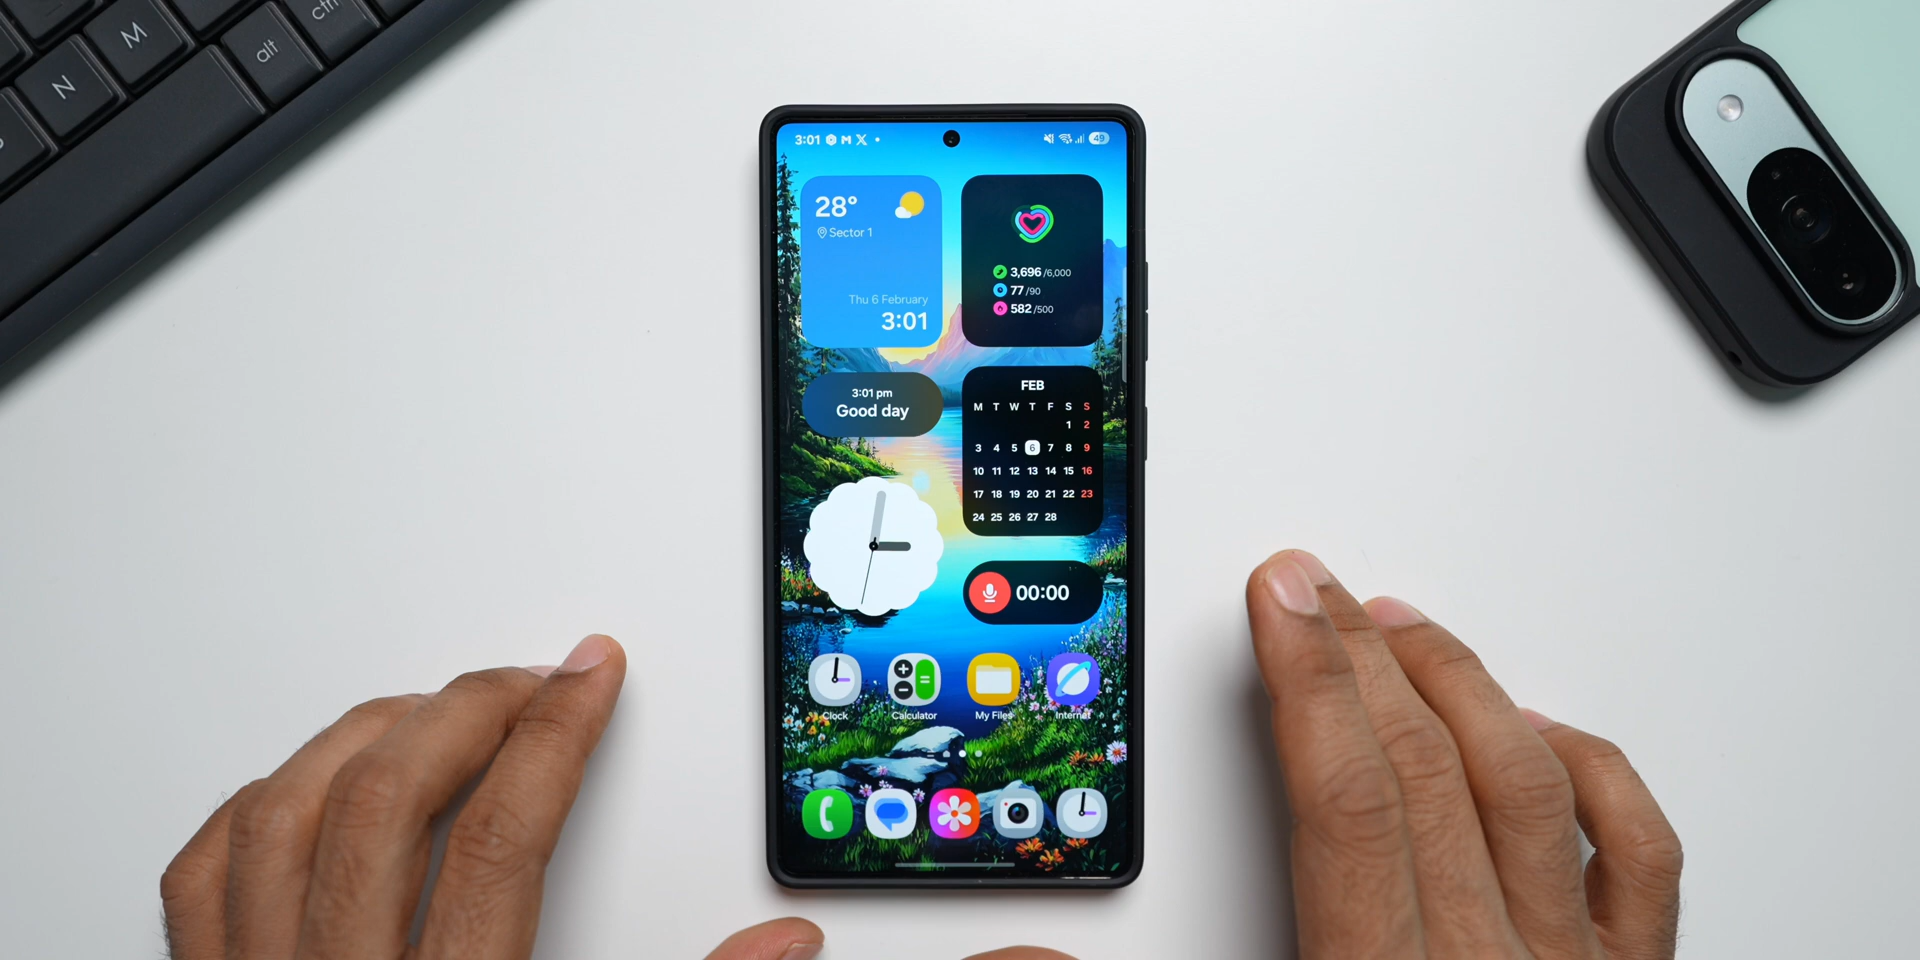 M
ctrl
N
alt
3:01 M X
49
28°
Sector 1
Thu 6 February
3:01
3,696 /6,000
77 /90
582 /500
3:01 pm
Good day
FEB
M T W T F S S
1 2
3 4 5 6 7 8 9
10 11 12 13 14 15 16
17 18 19 20 21 22 23
24 25 26 27 28
00:00
Clock Calculator My Files Internet